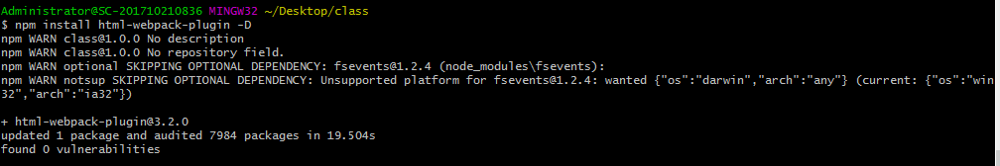 Administrator@SC-201710210836 MINGW32 ~/Desktop/class
$ npm install html-webpack-plugin -D
npm WARN class@1.0.0 No description
npm WARN class@1.0.0 No repository field.
npm WARN optional SKIPPING OPTIONAL DEPENDENCY: fsevents@1.2.4 (node_modules\fsevents):
npm WARN notsup SKIPPING OPTIONAL DEPENDENCY: Unsupported platform for fsevents@1.2.4: wanted {"os":"darwin","arch":"any"} (current: {"os":"win
32","arch":"ia32"})
+ html-webpack-plugin@3.2.0
updated 1 package and audited 7984 packages in 19.504s
found 0 vulnerabilities